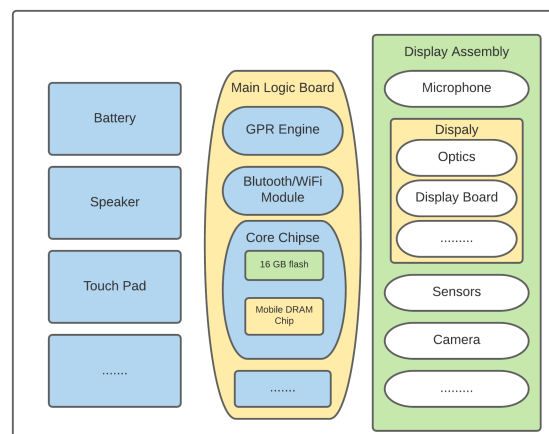 Battery
Speaker
Touch Pad
.......
Main Logic Board
GPR Engine
Blutooth/WiFi
Module
Core Chipse
16 GB flash
Mobile DRAM
Chip
.......
Display Assembly
Microphone
Dispaly
Optics
Display Board
.........
Sensors
Camera
.........